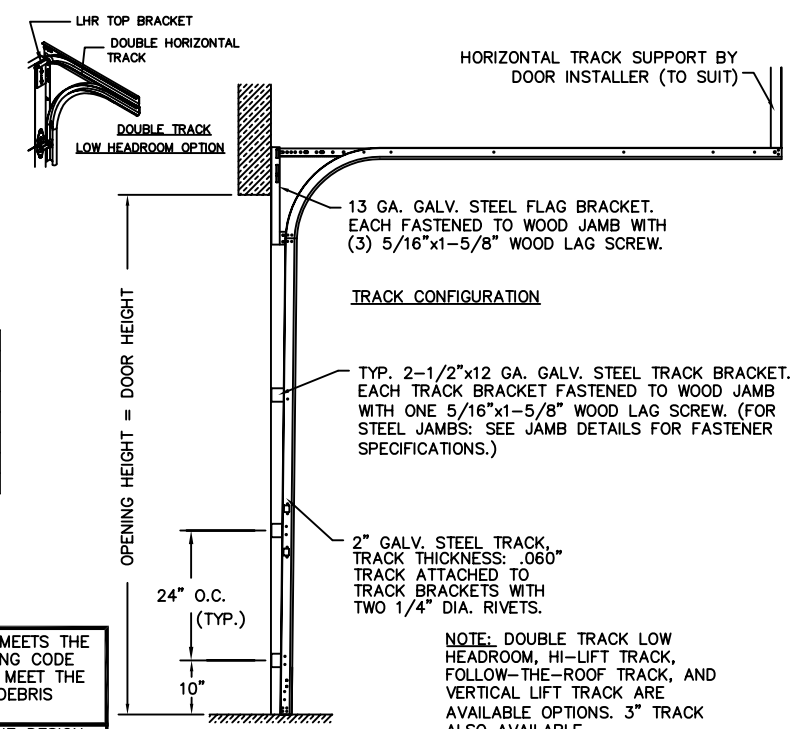 LHR TOP BRACKET
DOUBLE HORIZONTAL
TRACK
DOUBLE TRACK
LOW HEADROOM OPTION
HORIZONTAL TRACK SUPPORT BY
DOOR INSTALLER (TO SUIT)
13 GA. GALV. STEEL FLAG BRACKET.
EACH FASTENED TO WOOD JAMB WITH
(3) 5/16"x1-5/8" WOOD LAG SCREW.
TRACK CONFIGURATION
OPENING HEIGHT = DOOR HEIGHT
TYP. 2-1/2"x12 GA. GALV. STEEL TRACK BRACKET.
EACH TRACK BRACKET FASTENED TO WOOD JAMB
WITH ONE 5/16"x1-5/8" WOOD LAG SCREW. (FOR
STEEL JAMBS: SEE JAMB DETAILS FOR FASTENER
SPECIFICATIONS.)
2" GALV. STEEL TRACK,
TRACK THICKNESS: .060"
TRACK ATTACHED TO
TRACK BRACKETS WITH
TWO 1/4" DIA. RIVETS.
24" O.C.
(TYP.)
10"
MEETS THE
NG CODE
MEET THE
DEBRIS
NOTE: DOUBLE TRACK LOW
HEADROOM, HI-LIFT TRACK,
FOLLOW-THE-ROOF TRACK, AND
VERTICAL LIFT TRACK ARE
AVAILABLE OPTIONS. 3" TRACK
ALSO AVAILABLE